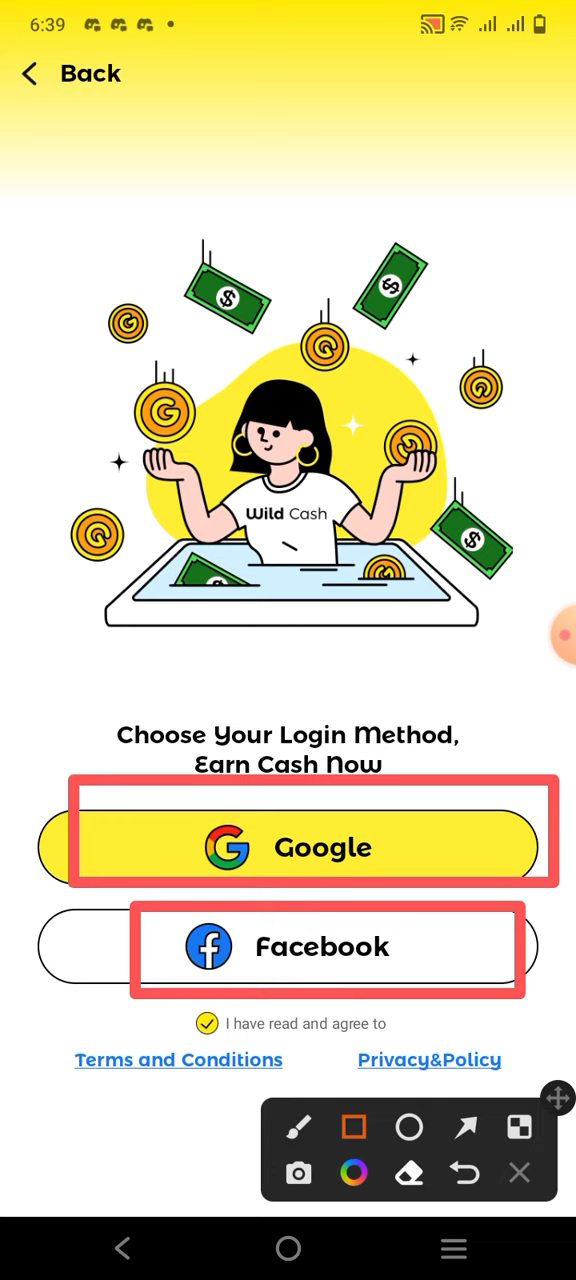 6:39
Back
$
$
G
G
G
G
G
Wild Cash
G
$
$
G
Choose Your Login Method,
Earn Cash Now
G Google
f Facebook
I have read and agree to
Terms and Conditions Privacy&Policy